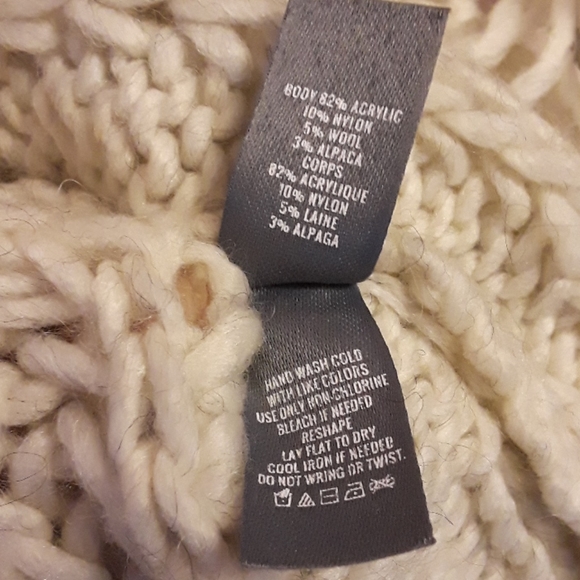 BODY 82% ACRYLIC
10% NYLON
5% WOOL
3% ALPACA
CORPS
82% ACRYLIQUE
10% NYLON
5% LAINE
3% ALPAGA
HAND WASH COLD
WITH LIKE COLORS
USE ONLY NON-CHLORINE
BLEACH IF NEEDED
RESHAPE
LAY FLAT TO DRY
COOL IRON IF NEEDED
DO NOT WRING OR TWIST.